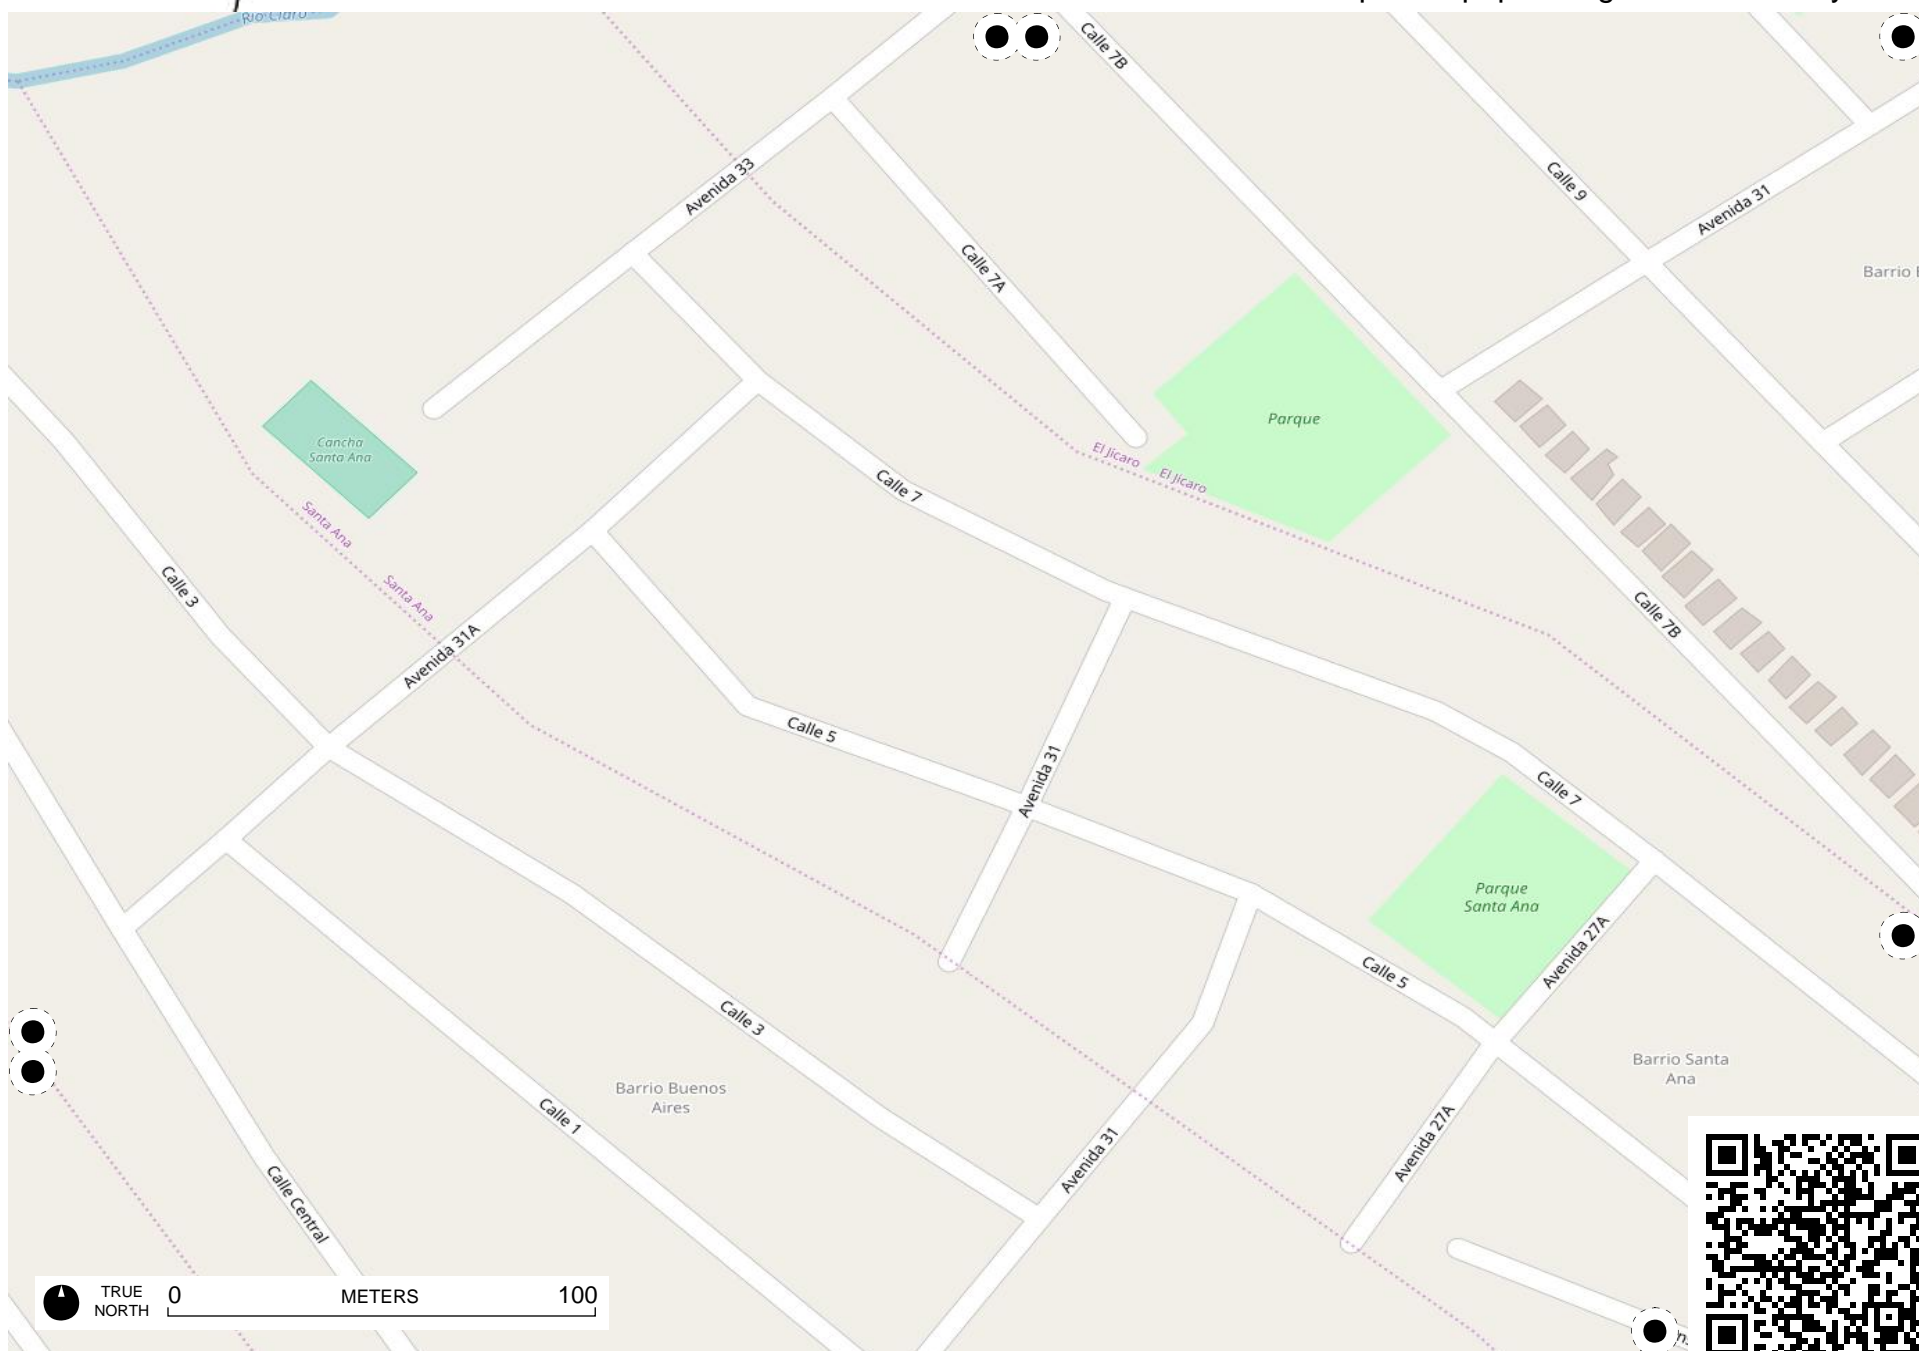 Rio Claro
Calle 7B
Calle 9
Avenida 33
Avenida 31
Calle 7A
Barrio
Parque
Cancha
Santa Ana
El Jícaro
El Jícaro
Calle 7
Santa Ana
Santa Ana
Calle 3
Calle 7B
Avenida 31A
Calle 5
Avenida 31
Calle 7
Parque
Santa Ana
Avenida 27A
Calle 5
Calle 3
Barrio Santa
Ana
Barrio Buenos
Aires
Calle 1
Avenida 31
Avenida 27A
Calle Central
TRUE
NORTH
0 METERS 100